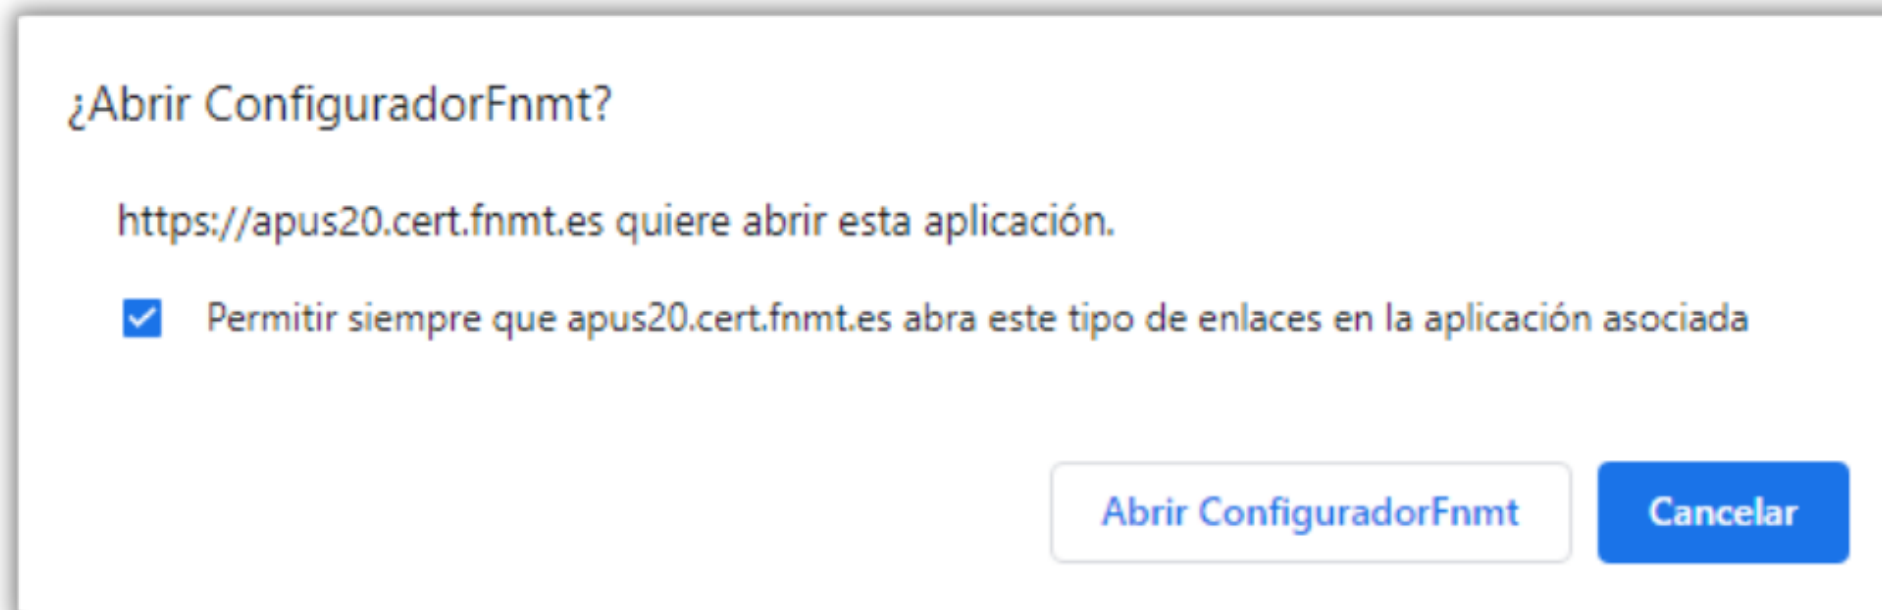 ¿Abrir ConfiguradorFnmt?
https://apus20.cert.fnmt.es quiere abrir esta aplicación.
Permitir siempre que apus20.cert.fnmt.es abra este tipo de enlaces en la aplicación asociada
Abrir ConfiguradorFnmt
Cancelar